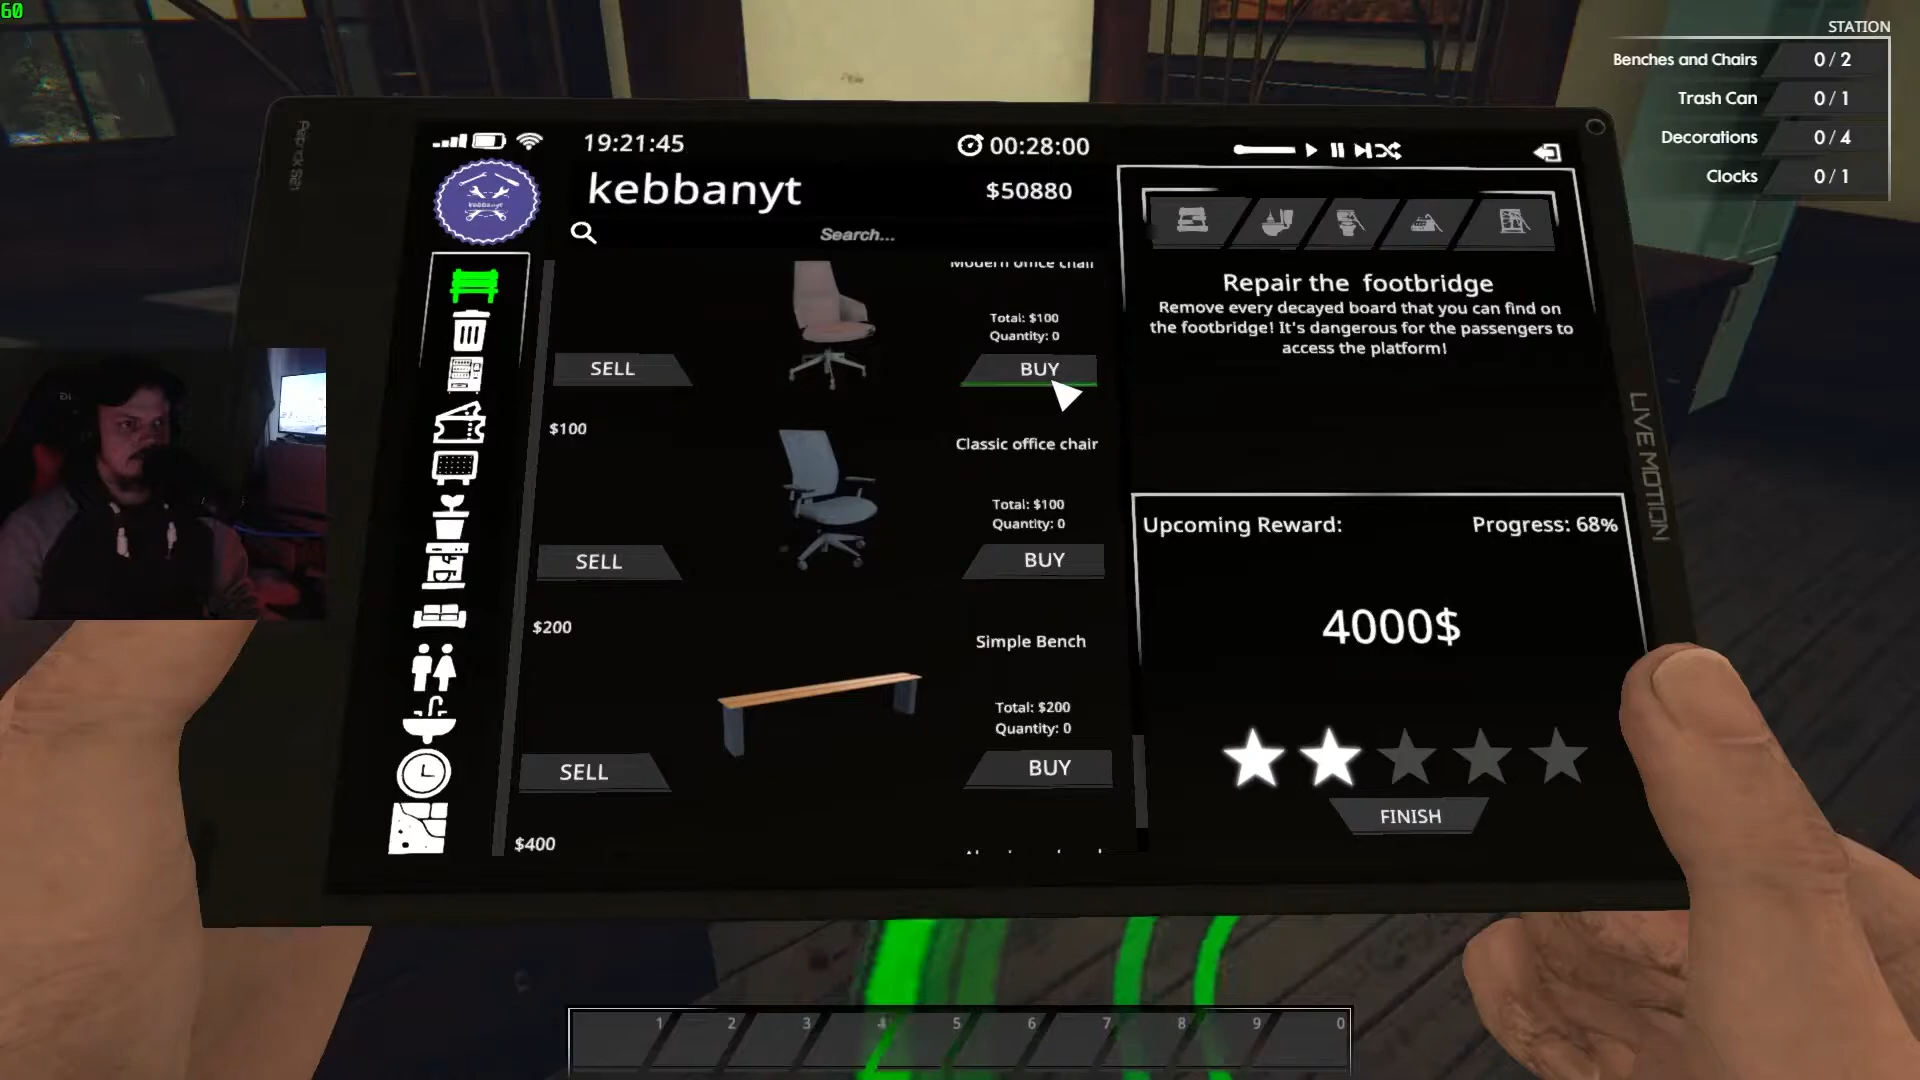 60
STATION
Benches and Chairs 0 / 2
Trash Can 0 / 1
Decorations 0 / 4
Clocks 0 / 1
19:21:45
00:28:00
kebbanyt
$50880
Search...
Modern office chair
Total: $100
Quantity: 0
SELL
BUY
$100
Classic office chair
Total: $100
Quantity: 0
SELL
BUY
$200
Simple Bench
Total: $200
Quantity: 0
SELL
BUY
$400
Repair the footbridge
Remove every decayed board that you can find on
the footbridge! It's dangerous for the passengers to
access the platform!
Upcoming Reward:
Progress: 68%
4000$
FINISH
LIVE MOTION
1 2 3 4 5 6 7 8 9 0